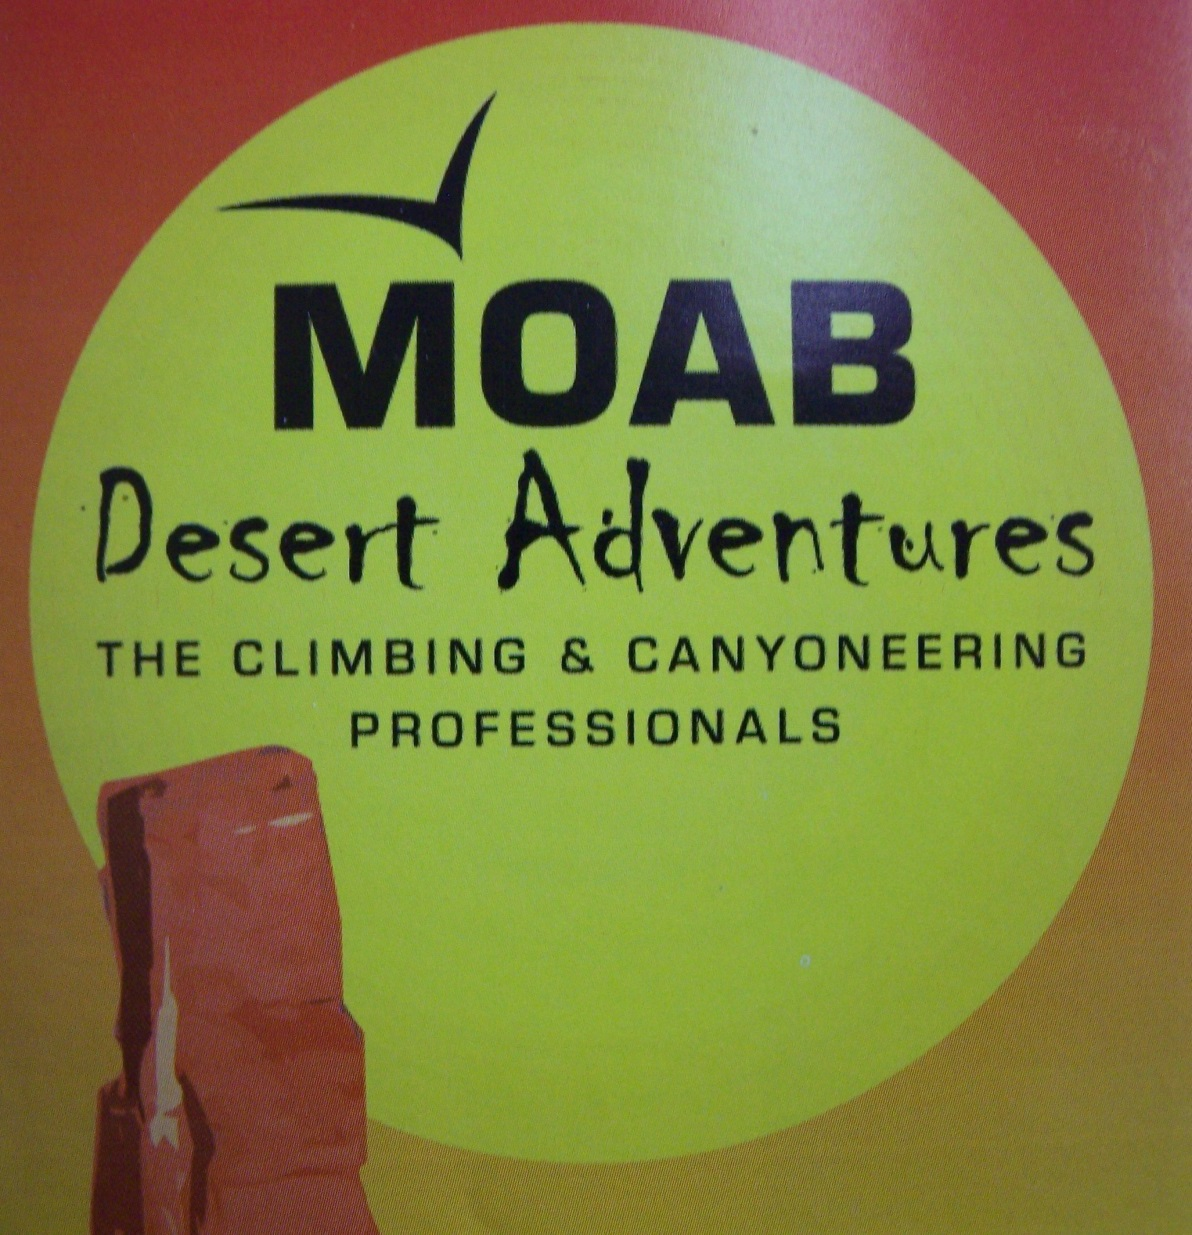 MOAB
Desert Adventures
THE CLIMBING & CANYONEERING
PROFESSIONALS